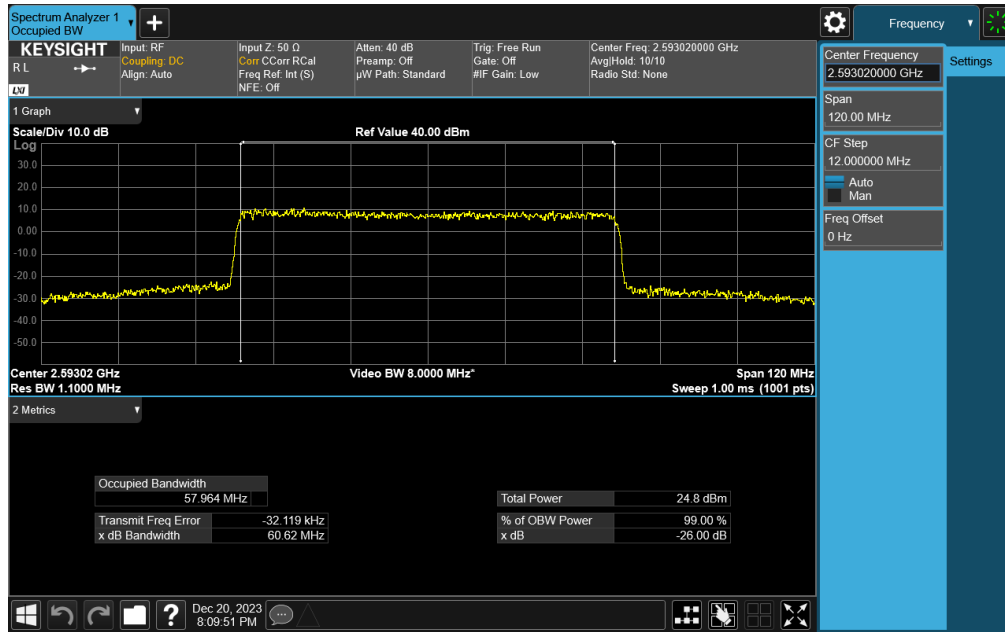 Spectrum Analyzer 1
Occupied BW
Frequency
KEYSIGHT
R L
LXI
Input: RF
Coupling: DC
Align: Auto
Input Z: 50 Ω
Corr CCorr RCal
Freq Ref: Int (S)
NFE: Off
Atten: 40 dB
Preamp: Off
µW Path: Standard
Trig: Free Run
Gate: Off
#IF Gain: Low
Center Freq: 2.593020000 GHz
Avg|Hold: 10/10
Radio Std: None
1 Graph
Scale/Div 10.0 dB
Ref Value 40.00 dBm
Log
30.0
20.0
10.0
0.00
-10.0
-20.0
-30.0
-40.0
-50.0
Center 2.59302 GHz
Video BW 8.0000 MHz*
Span 120 MHz
Res BW 1.1000 MHz
Sweep 1.00 ms (1001 pts)
2 Metrics
Occupied Bandwidth
57.964 MHz
Transmit Freq Error -32.119 kHz
x dB Bandwidth 60.62 MHz
Total Power 24.8 dBm
% of OBW Power 99.00 %
x dB -26.00 dB
Center Frequency
2.593020000 GHz
Settings
Span
120.00 MHz
CF Step
12.000000 MHz
Auto
Man
Freq Offset
0 Hz
?
Dec 20, 2023
8:09:51 PM